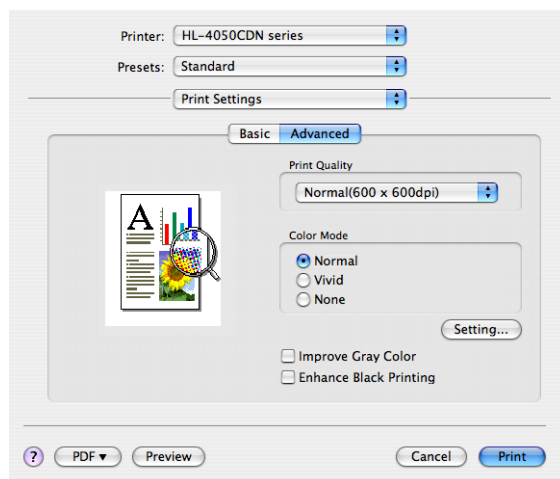 Printer: HL-4050CDN series
Presets: Standard
Print Settings
Basic Advanced
Print Quality
Normal(600 x 600dpi)
A
Color Mode
Normal
Vivid
None
Setting...
Improve Gray Color
Enhance Black Printing
? PDF▼ Preview Cancel Print